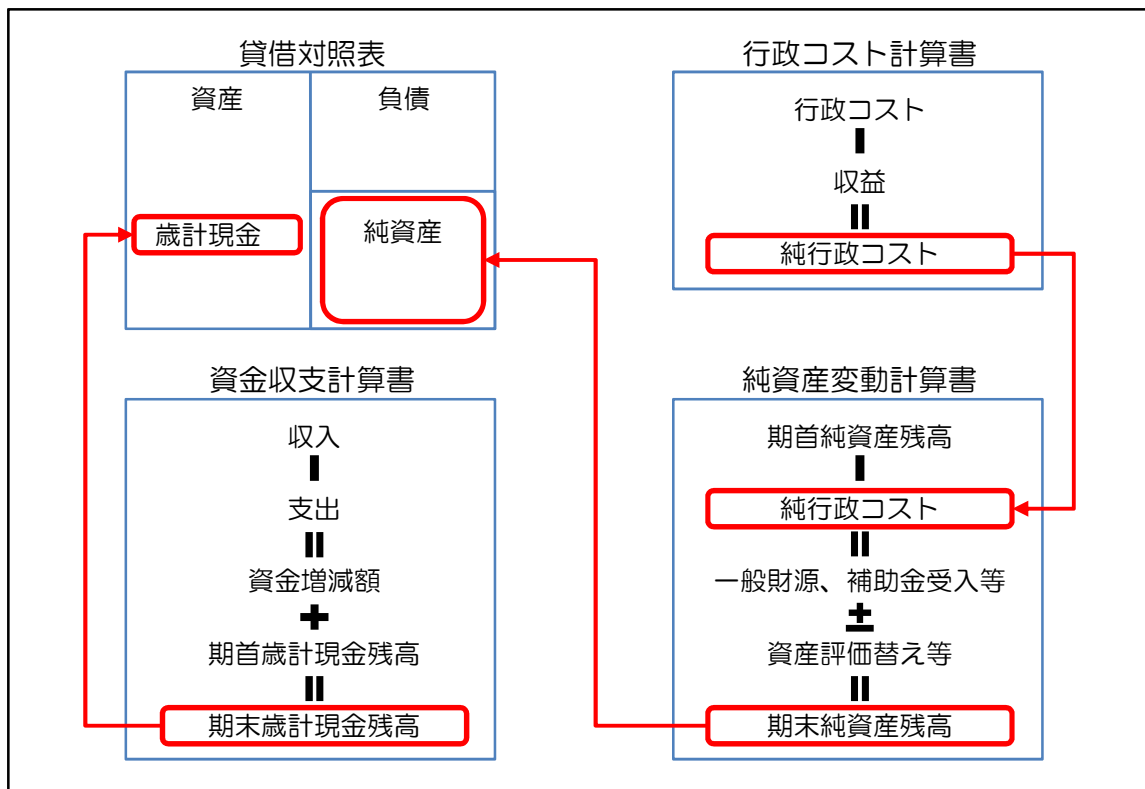 貸借対照表
資産
負債
歳計現金
純資産
行政コスト計算書
行政コスト
−
収益
=
純行政コスト
資金収支計算書
収入
−
支出
=
資金増減額
+
期首歳計現金残高
=
期末歳計現金残高
純資産変動計算書
期首純資産残高
−
純行政コスト
=
一般財源、補助金受入等
±
資産評価替え等
=
期末純資産残高